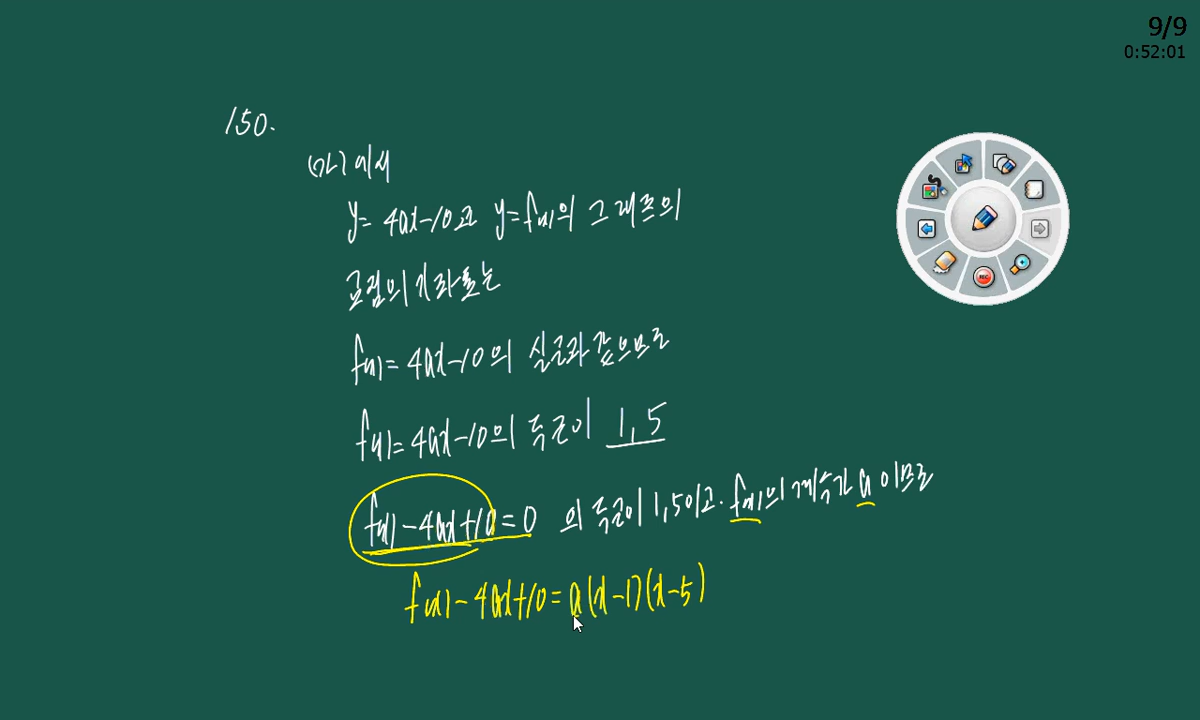 9/9
0:52:01
150.
(가)에서
y=4ax-10과 y=f(x)의 그래프의
교점의 x좌표는
f(x)=4ax-10의 실근과 같으므로
f(x)=4ax-10의 두근이 1,5
f(x)-4ax+10=0 의 두근이 1,5이고. f(x)의 계수가 a 이므로
f(x)-4ax+10=a(x-1)(x-5)
REC